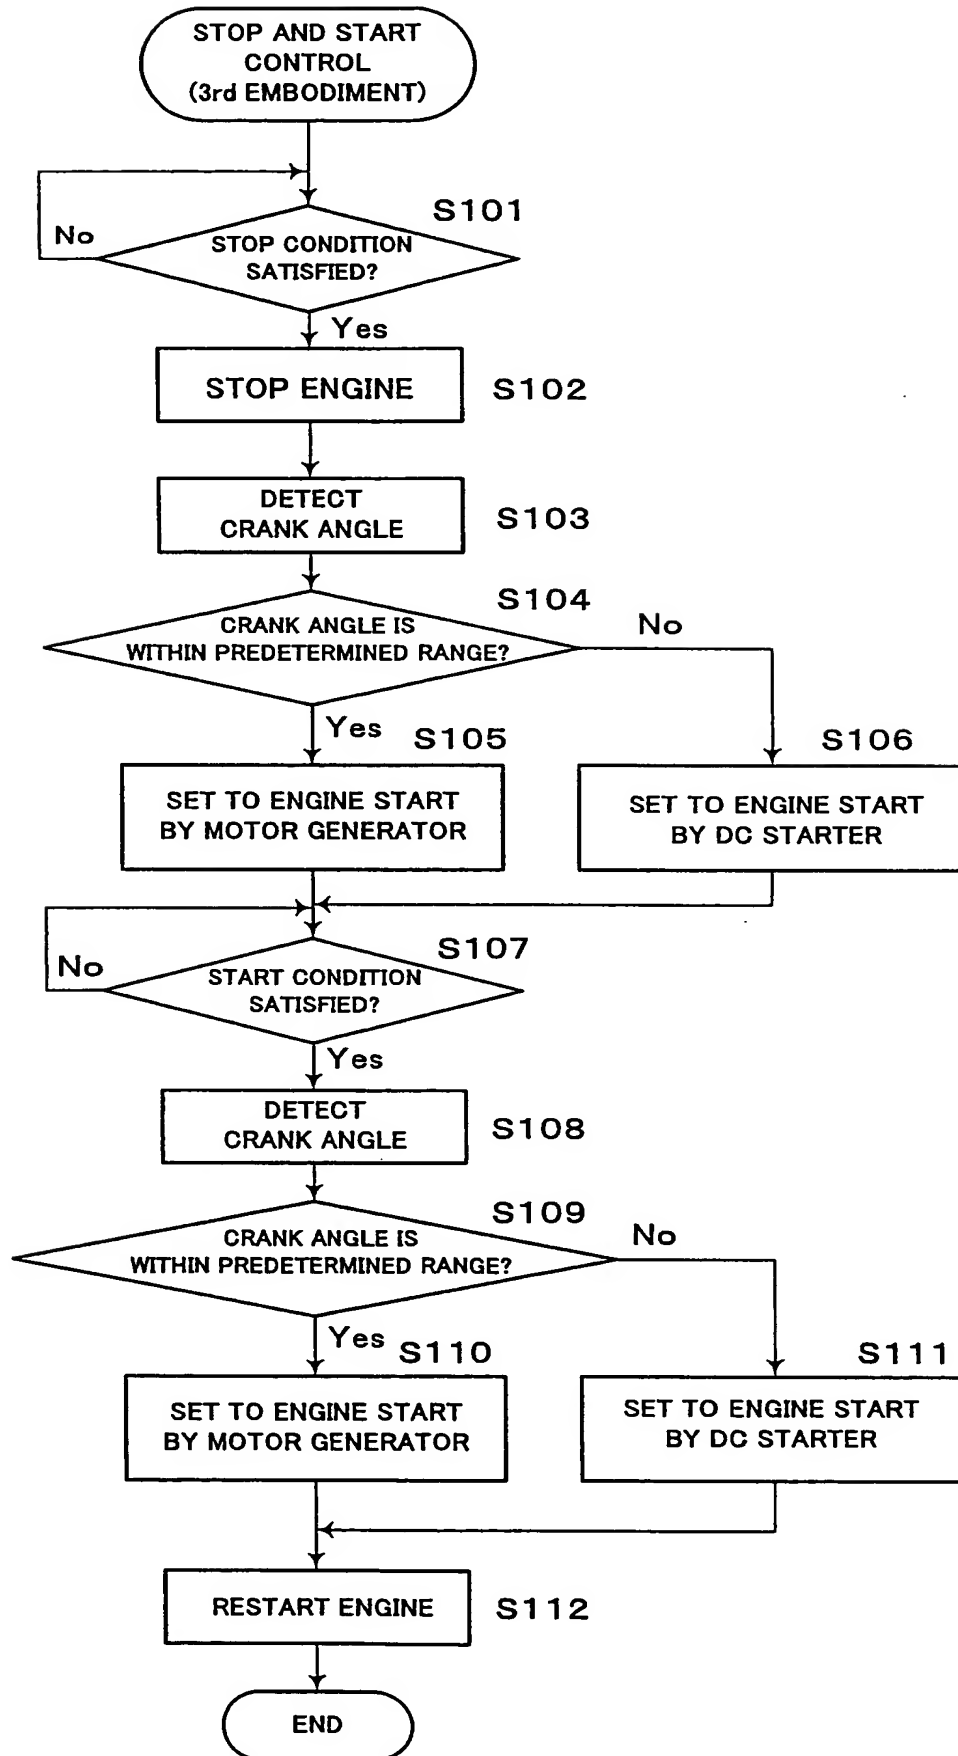 STOP AND START
CONTROL
(3rd EMBODIMENT)
S101
No
STOP CONDITION
SATISFIED?
Yes
STOP ENGINE
S102
DETECT
CRANK ANGLE
S103
S104
CRANK ANGLE IS
WITHIN PREDETERMINED RANGE?
No
Yes
S105
S106
SET TO ENGINE START
BY MOTOR GENERATOR
SET TO ENGINE START
BY DC STARTER
S107
No
START CONDITION
SATISFIED?
Yes
DETECT
CRANK ANGLE
S108
S109
CRANK ANGLE IS
WITHIN PREDETERMINED RANGE?
No
Yes
S110
S111
SET TO ENGINE START
BY MOTOR GENERATOR
SET TO ENGINE START
BY DC STARTER
RESTART ENGINE
S112
END